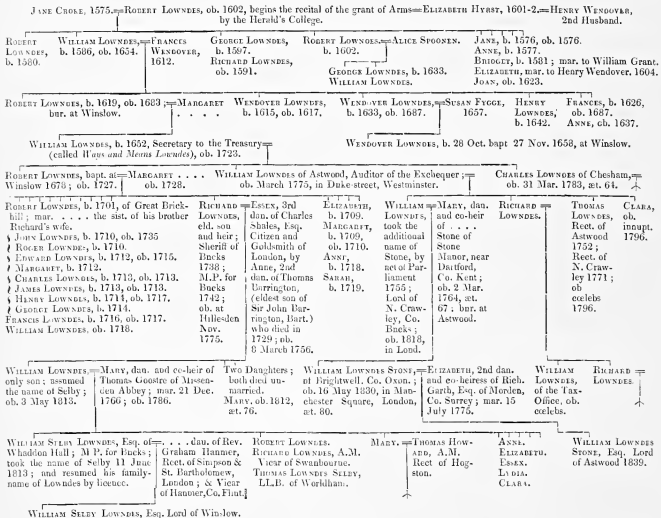 JANE CROKE, 1575.=ROBERT LOWNDES, ob. 1602, begins the recital of the grant of Arms=ELIZABETH HYRST, 1601-2.=HENRY WENDOVER,
by the Herald's College. 2nd Husband.
ROBERT LOWNDES, b. 1580.
WILLIAM LOWNDES,=FRANCES
b. 1586, ob. 1654. WENDOVER,
1612.
GEORGE LOWNDES,
b. 1597.
RICHARD LOWNDES,
ob. 1591.
ROBERT LOWNDES.=ALICE SPOONEN.
b. 1602.
GEORGE LOWNDES, b. 1633.
WILLIAM LOWNDES.
JANE, b. 1576, ob. 1576.
ANNE, b. 1577.
BRIDGET, b. 1581; mar. to William Grant.
ELIZABETH, mar. to Henry Wendover. 1604.
JOAN, ob. 1623.
ROBERT LOWNDES, b. 1619, ob. 1683;=MARGARET . . . .
bur. at Winslow.
WENDOVER LOWNDES,
b. 1615, ob. 1617.
WENDOVER LOWNDES,=SUSAN FYGGE,
b. 1633, ob. 1687. 1657.
HENRY
LOWNDES,
b. 1642.
FRANCES, b. 1626,
ob. 1687.
ANNE, ob. 1637.
WILLIAM LOWNDES, b. 1652, Secretary to the Treasury=. . . .
(called Ways and Means Lowndes), ob. 1723.
WENDOVER LOWNDES, b. 28 Oct. bapt 27 Nov. 1658, at Winslow.
ROBERT LOWNDES, bapt. at=MARGARET . . . .
Winslow 1678; ob. 1727. ob. 1728.
WILLIAM LOWNDES of Astwood, Auditor of the Exchequer;=
ob. March 1775, in Duke-street, Westminster.
CHARLES LOWNDES of Chesham,=
ob. 31 Mar. 1783, æt. 64.
ROBERT LOWNDES, b. 1701, of Great Brick-
hill; mar. . . . . the sist. of his brother
Richard's wife.
JOHN LOWNDES, b. 1710, ob. 1735
ROGER LOWNDES, b. 1710.
EDWARD LOWNDES, b. 1712, ob. 1715.
MARGARET, b. 1712.
CHARLES LOWNDES, b. 1713, ob. 1713.
JAMES LOWNDES, b. 1713, ob. 1713.
HENRY LOWNDES, b. 1714, ob. 1717.
GEORGE LOWNDES, b. 1714.
FRANCIS LOWNDES, b. 1716, ob. 1717.
WILLIAM LOWNDES, ob. 1718.
RICHARD
LOWNDES,
eld. son
and heir;
Sheriff of
Bucks
1738;
M.P. for
Bucks
1742;
ob. at
Hillesden
Nov.
1775.
=ESSEX, 3rd
dau. of Charles
Shales, Esq.
Citizen and
Goldsmith of
London, by
Anne, 2nd
dau. of Thomas
Barrington,
(eldest son of
Sir John Bar-
rington, Bart.)
who died in
1729; ob.
8 March 1756.
ELIZABETH,
b. 1709.
MARGARET,
b. 1709,
ob. 1710.
ANNE,
b. 1718.
SARAH,
b. 1719.
WILLIAM
LOWNDES,
took the
additional
name of
Stone, by
act of Par-
liament
1755;
Lord of
N. Craw-
ley, Co.
Bucks;
ob. 1818,
in Lond.
=MARY, dau.
and co-heir
of . . . .
Stone of
Stone
Manor, near
Dartford,
Co. Kent;
ob. 2 Mar.
1764, æt.
67; bur. at
Astwood.
RICHARD
LOWNDES.
THOMAS
LOWNDES,
Rect. of
Astwood
1752;
Rect. of
N. Craw-
ley 1771;
ob
cœlebs
1796.
CLARA,
ob.
innupt.
1796.
WILLIAM LOWNDES,=MARY, dau. and co-heir of
only son; assumed Thomas Goostre of Missen-
the name of Selby; den Abbey; mar. 21 Dec.
ob. 3 May 1813. 1766; ob. 1786.
Two Daughters;
both died un-
married.
MARY, ob. 1812,
æt. 76.
WILLIAM LOWNDES STONE,=ELIZABETH, 2nd dau.
of Brightwell, Co. Oxon.; and co-heiress of Rich.
ob. 16 May 1830, in Man- Garth, Esq. of Morden,
chester Square, London, Co. Surrey; mar. 15
æt. 80. July 1775.
WILLIAM
LOWNDES,
of the Tax-
Office, ob.
cœlebs.
RICHARD =
LOWNDES.
WILLIAM SELBY LOWNDES, Esq. of=. . . . dau. of Rev.
Whaddon Hall; M P. for Bucks; Graham Hanmer,
took the name of Selby 11 June Rect. of Simpson &
1813; and resumed his family- St. Bartholomew,
name of Lowndes by licence. London; & Vicar
of Hanmer, Co. Flint.
ROBERT LOWNDES.
RICHARD LOWNDES, A.M.
Vicar of Swanbourne.
THOMAS LOWNDES SELBY,
LL.B. of Worldham.
MARY. =THOMAS HOW-
ARD, A.M.
Rect of Hog-
ston.
ANNE.
ELIZABETH.
ESSEX.
LYDIA.
CLARA.
WILLIAM LOWNDES
STONE, Esq. Lord
of Astwood 1839.
WILLIAM SELBY LOWNDES, Esq. Lord of Winslow.